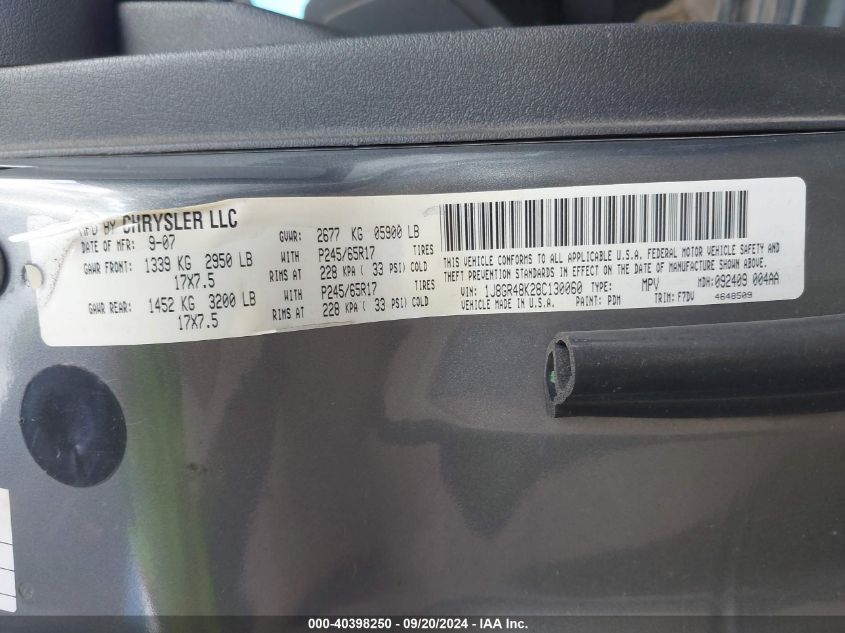 MFD BY CHRYSLER LLC
DATE OF MFR: 9-07 GVWR: 2677 KG 05900 LB
GAWR FRONT: 1339 KG 2950 LB WITH P245/65R17 TIRES
17X7.5 RIMS AT 228 KPA ( 33 PSI) COLD
GAWR REAR: 1452 KG 3200 LB WITH P245/65R17 TIRES
17X7.5 RIMS AT 228 KPA ( 33 PSI) COLD
THIS VEHICLE CONFORMS TO ALL APPLICABLE U.S.A. FEDERAL MOTOR VEHICLE SAFETY AND
THEFT PREVENTION STANDARDS IN EFFECT ON THE DATE OF MANUFACTURE SHOWN ABOVE.
VIN: 1J8GR48K28C130060 TYPE: MPV MDH: 092409 004AA
VEHICLE MADE IN U.S.A. PAINT: PDM TRIM: F7DV 4648509
000-40398250 - 09/20/2024 - IAA Inc.